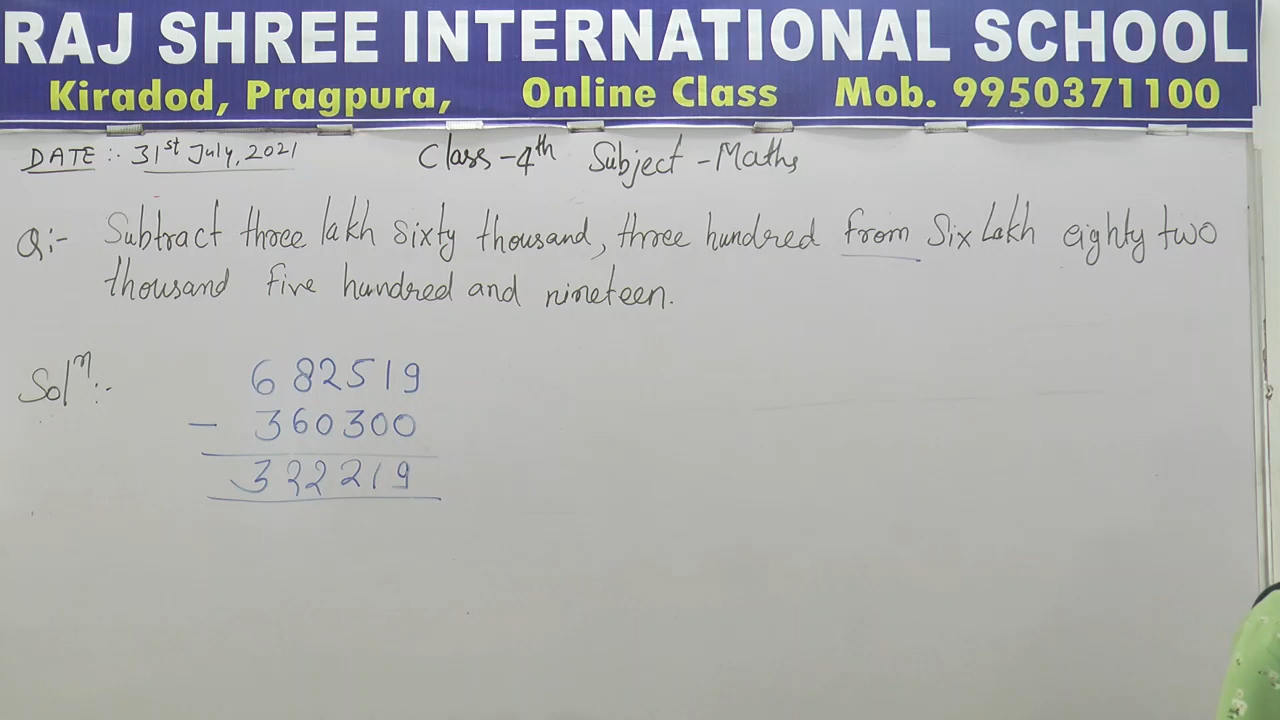 RAJ SHREE INTERNATIONAL SCHOOL
Kiradod, Pragpura, Online Class Mob. 9950371100
DATE :- 31st July, 2021 Class-4th Subject-Maths
Q:- Subtract three lakh sixty thousand, three hundred from Six Lakh eighty two
thousand five hundred and nineteen.
Solⁿ:- 682519
- 360300
322219